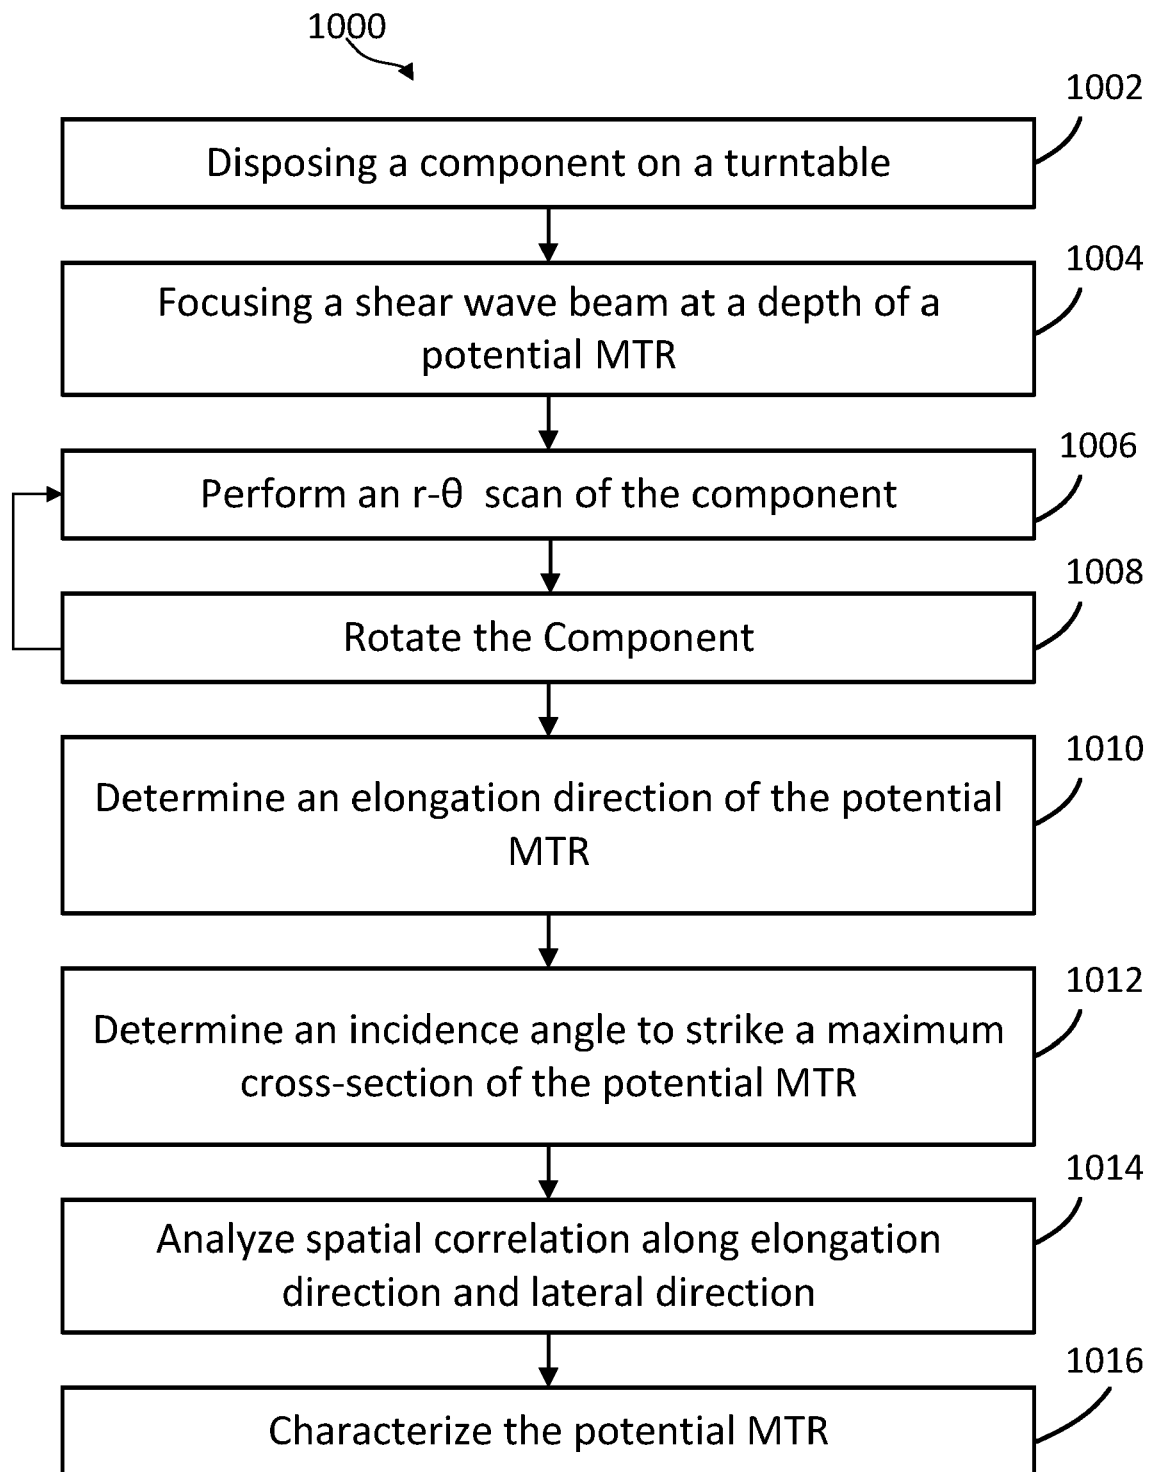 1000
1002
Disposing a component on a turntable
1004
Focusing a shear wave beam at a depth of a
potential MTR
1006
Perform an r-θ scan of the component
1008
Rotate the Component
1010
Determine an elongation direction of the potential
MTR
1012
Determine an incidence angle to strike a maximum
cross-section of the potential MTR
1014
Analyze spatial correlation along elongation
direction and lateral direction
1016
Characterize the potential MTR